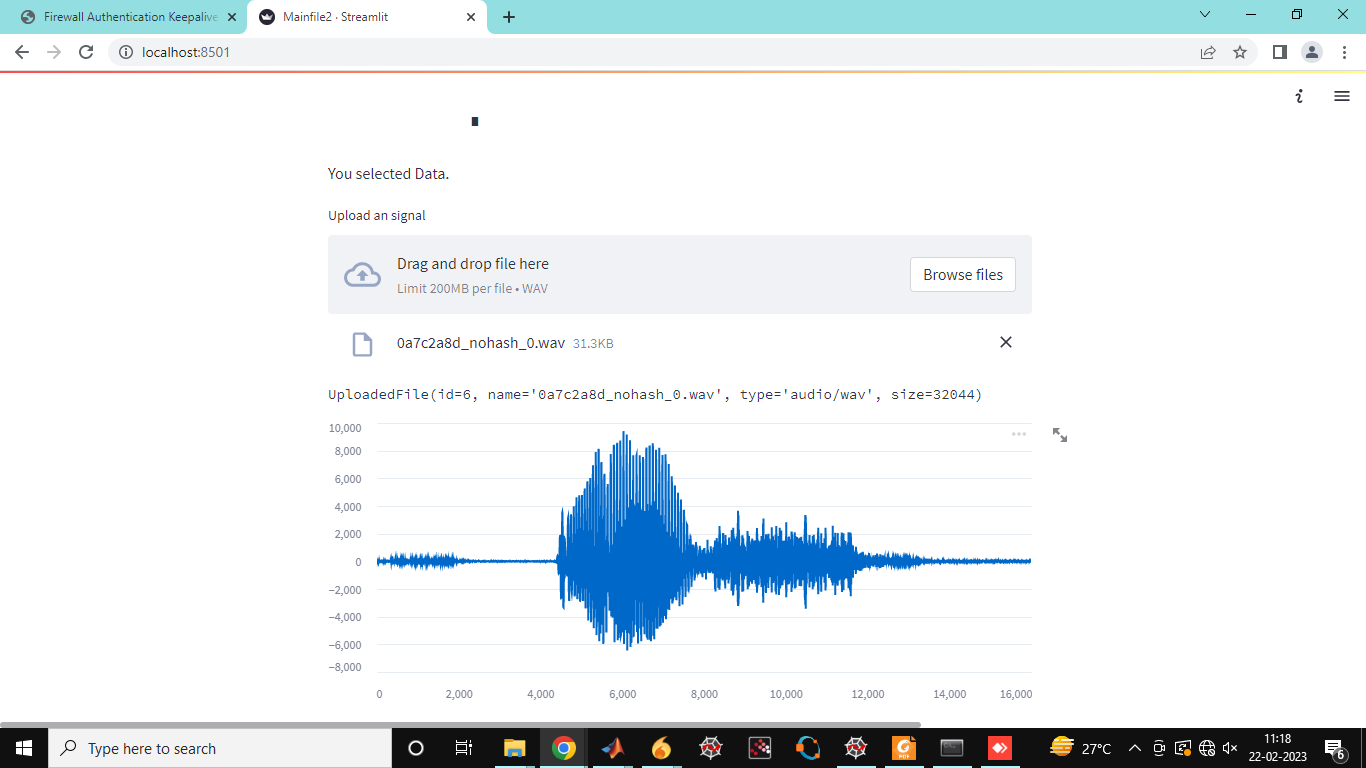 Firewall Authentication Keepalive
Mainfile2 · Streamlit
localhost:8501
You selected Data.
Upload an signal
Drag and drop file here
Limit 200MB per file • WAV
Browse files
0a7c2a8d_nohash_0.wav 31.3KB
UploadedFile(id=6, name='0a7c2a8d_nohash_0.wav', type='audio/wav', size=32044)
10,000
8,000
6,000
4,000
2,000
0
−2,000
−4,000
−6,000
−8,000
0 2,000 4,000 6,000 8,000 10,000 12,000 14,000 16,000
Type here to search
PDF
27°C
11:18
22-02-2023
6